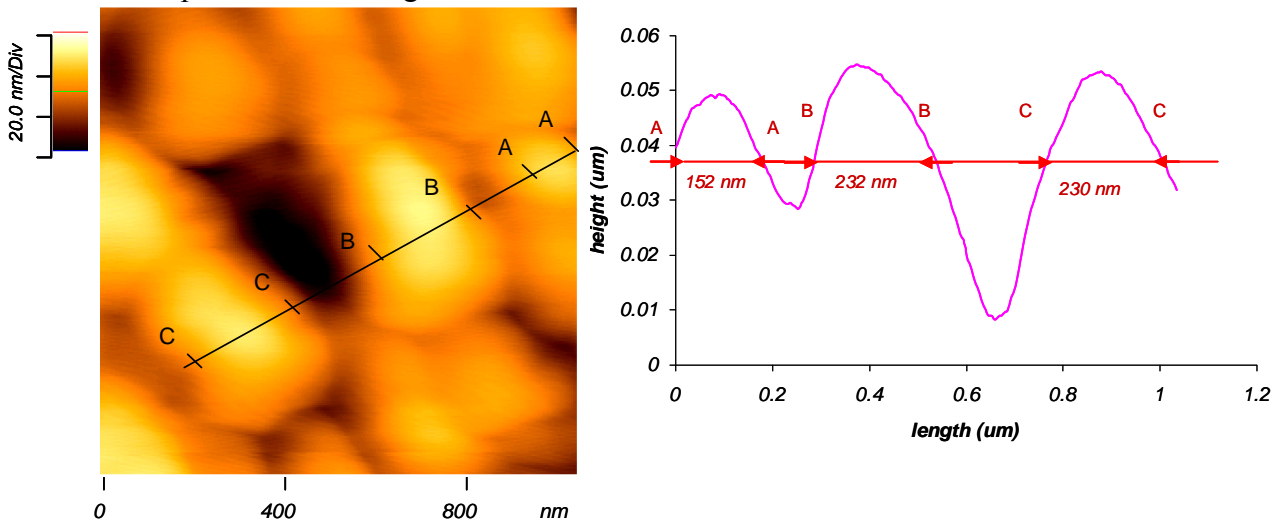 20.0 nm/Div
A
A
B
B
C
C
0 400 800 nm
height (um)
0.06
0.05
0.04
0.03
0.02
0.01
0
A A B B C C
152 nm 232 nm 230 nm
0 0.2 0.4 0.6 0.8 1 1.2
length (um)